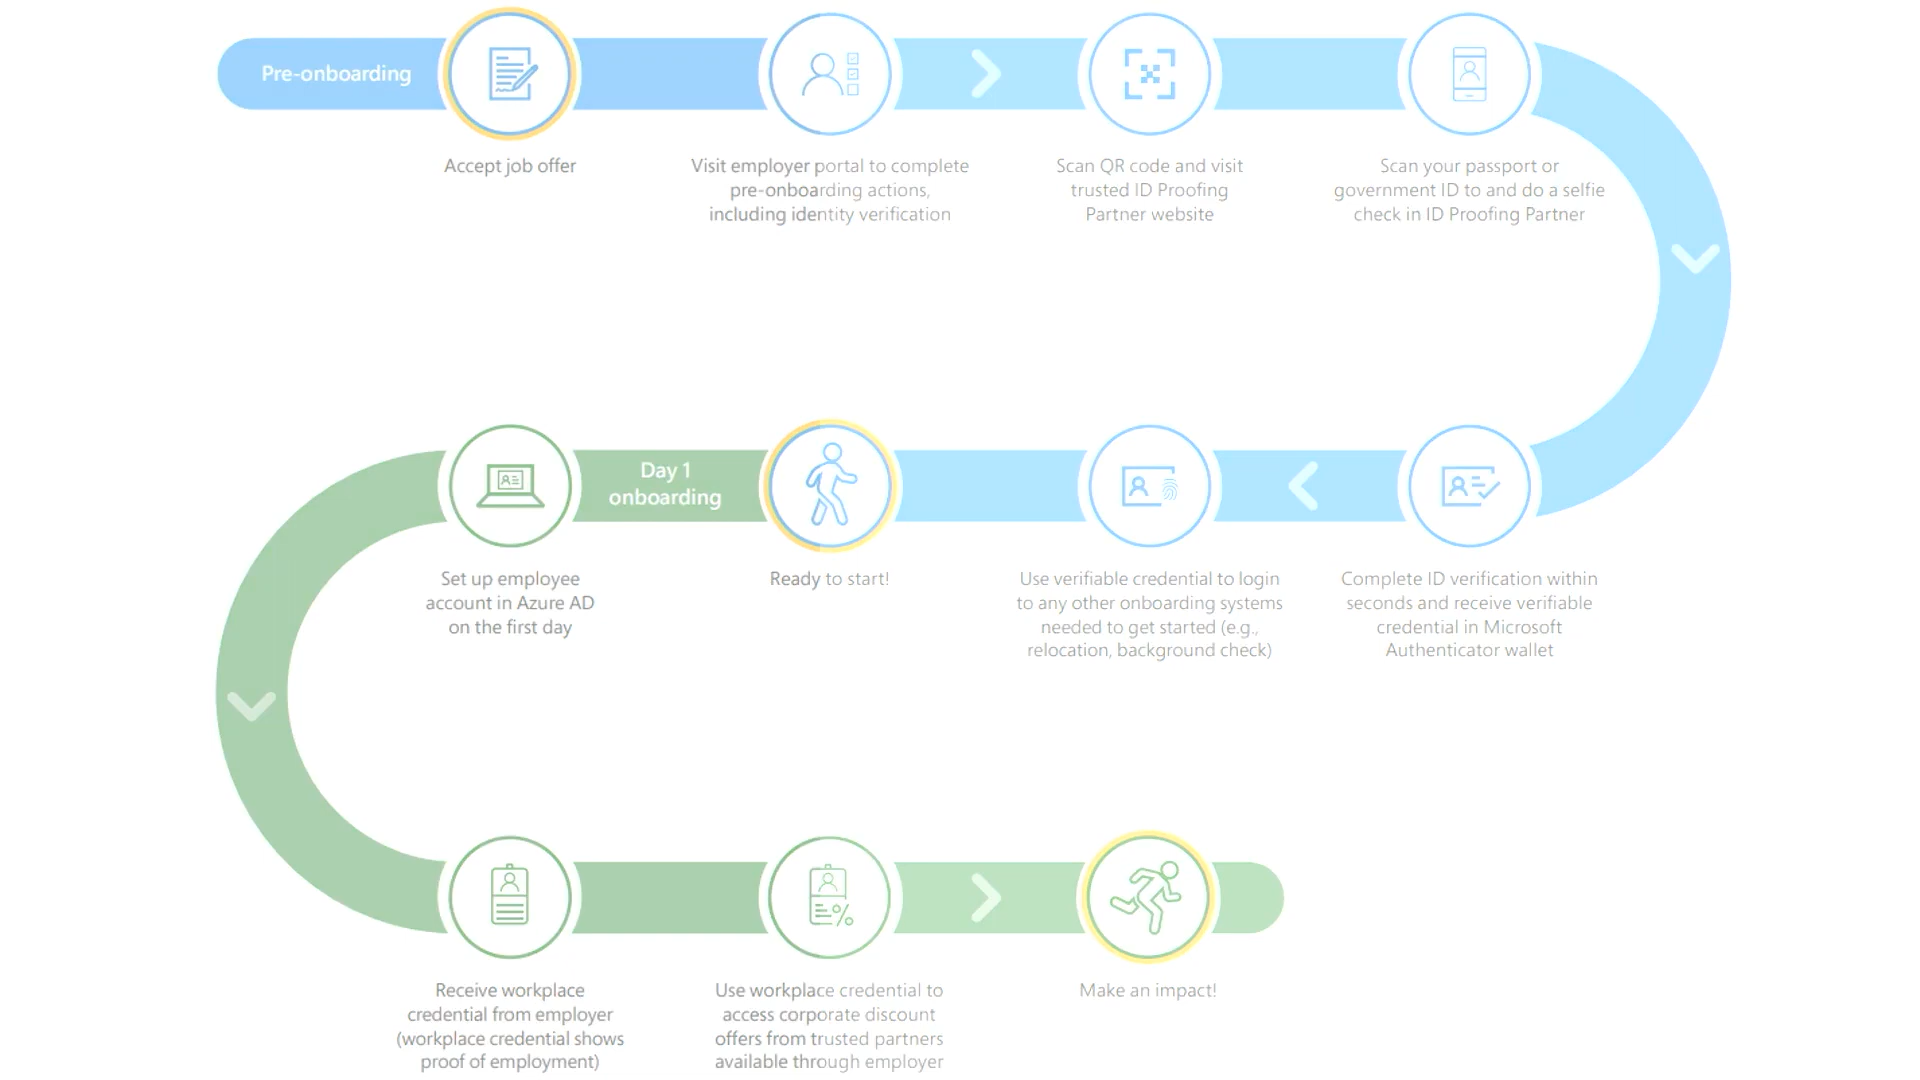 Pre-onboarding
Accept job offer
Visit employer portal to complete
pre-onboarding actions,
including identity verification
Scan QR code and visit
trusted ID Proofing
Partner website
Scan your passport or
government ID to and do a selfie
check in ID Proofing Partner
Complete ID verification within
seconds and receive verifiable
credential in Microsoft
Authenticator wallet
Use verifiable credential to login
to any other onboarding systems
needed to get started (e.g.,
relocation, background check)
Ready to start!
Day 1
onboarding
Set up employee
account in Azure AD
on the first day
Receive workplace
credential from employer
(workplace credential shows
proof of employment)
Use workplace credential to
access corporate discount
offers from trusted partners
available through employer
Make an impact!